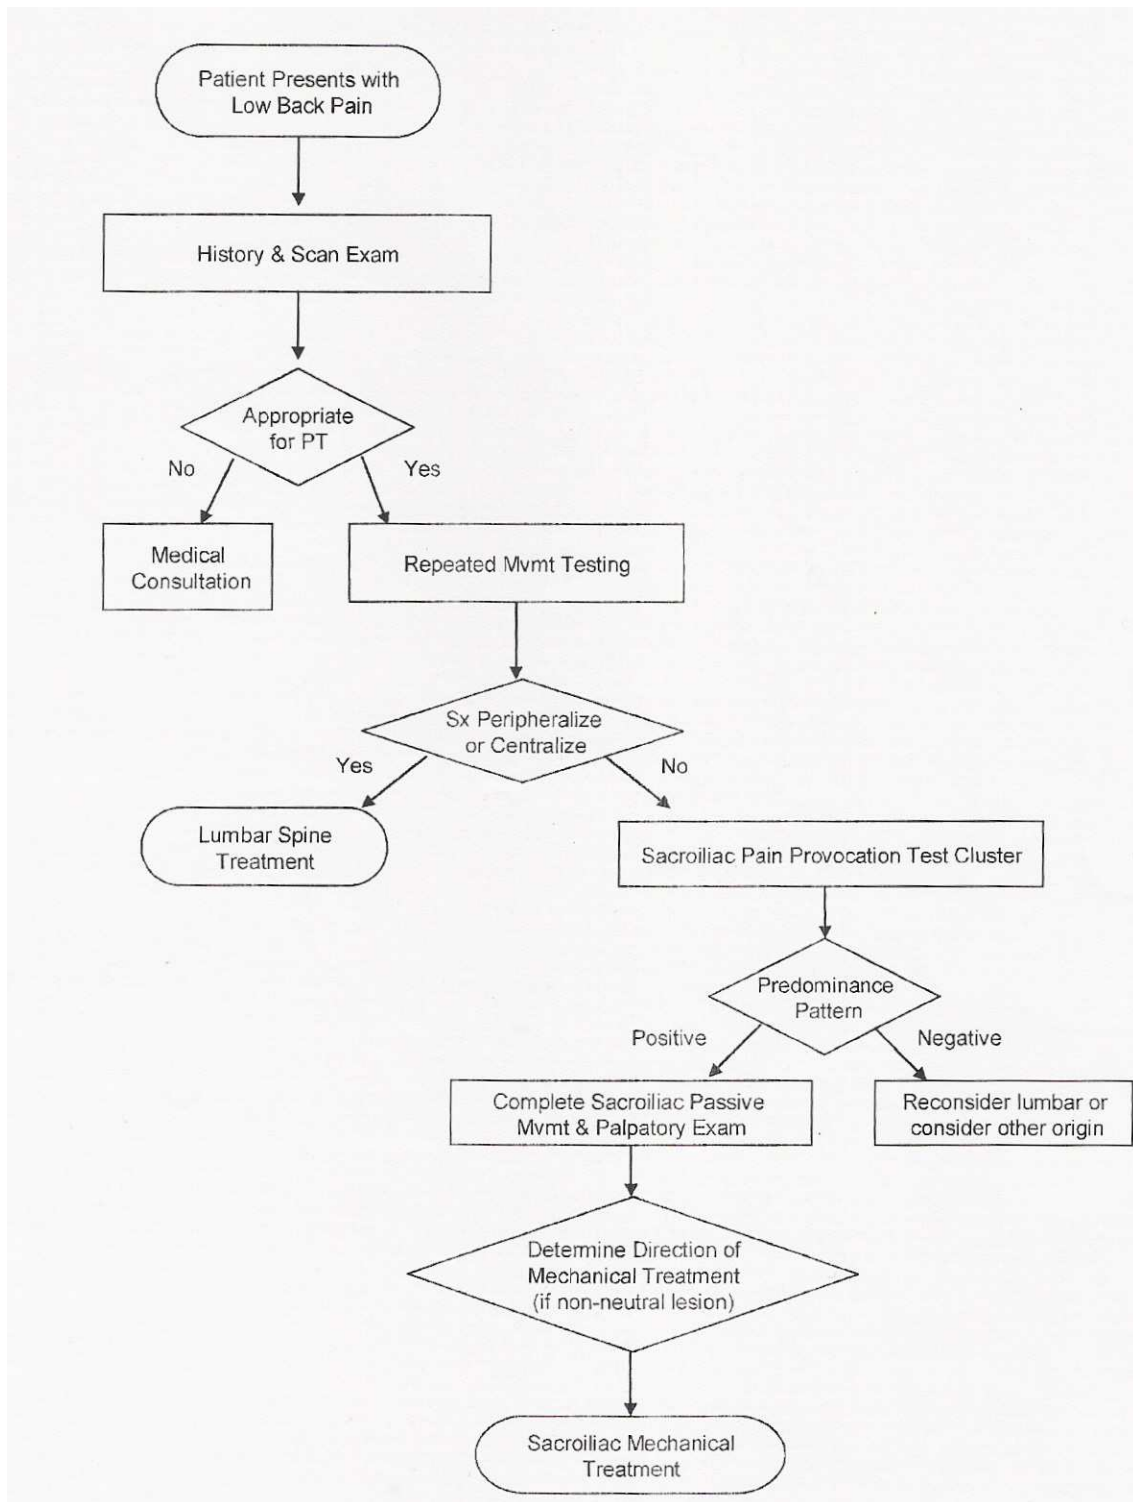 Patient Presents with
Low Back Pain
History & Scan Exam
Appropriate
for PT
No
Yes
Medical
Consultation
Repeated Mvmt Testing
Sx Peripheralize
or Centralize
Yes
No
Lumbar Spine
Treatment
Sacroiliac Pain Provocation Test Cluster
Predominance
Pattern
Positive
Negative
Complete Sacroiliac Passive
Mvmt & Palpatory Exam
Reconsider lumbar or
consider other origin
Determine Direction of
Mechanical Treatment
(if non-neutral lesion)
Sacroiliac Mechanical
Treatment